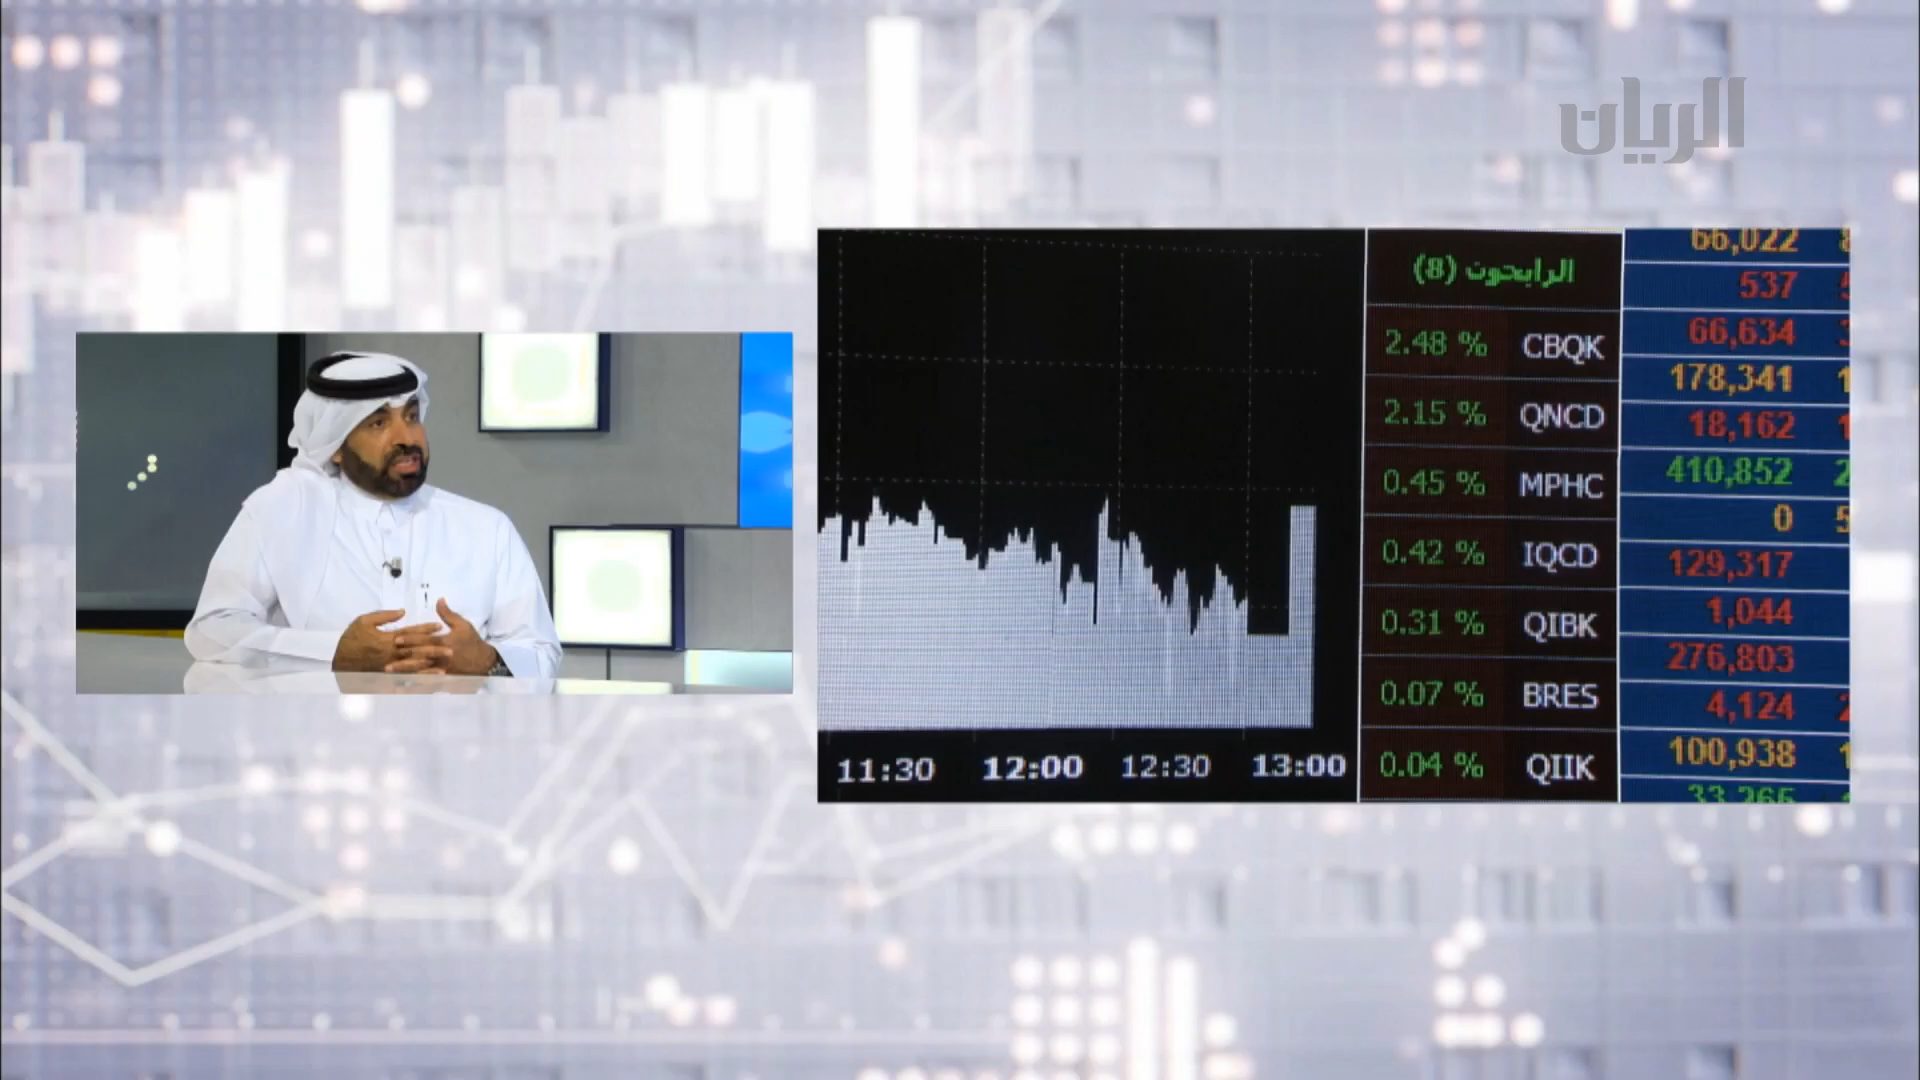 الريان
الرابحون (8)
2.48 % CBQK
2.15 % QNCD
0.45 % MPHC
0.42 % IQCD
0.31 % QIBK
0.07 % BRES
0.04 % QIIK
66,022
537
66,634
178,341
18,162
410,852
0
129,317
1,044
276,803
4,124
100,938
33,265
11:30 12:00 12:30 13:00